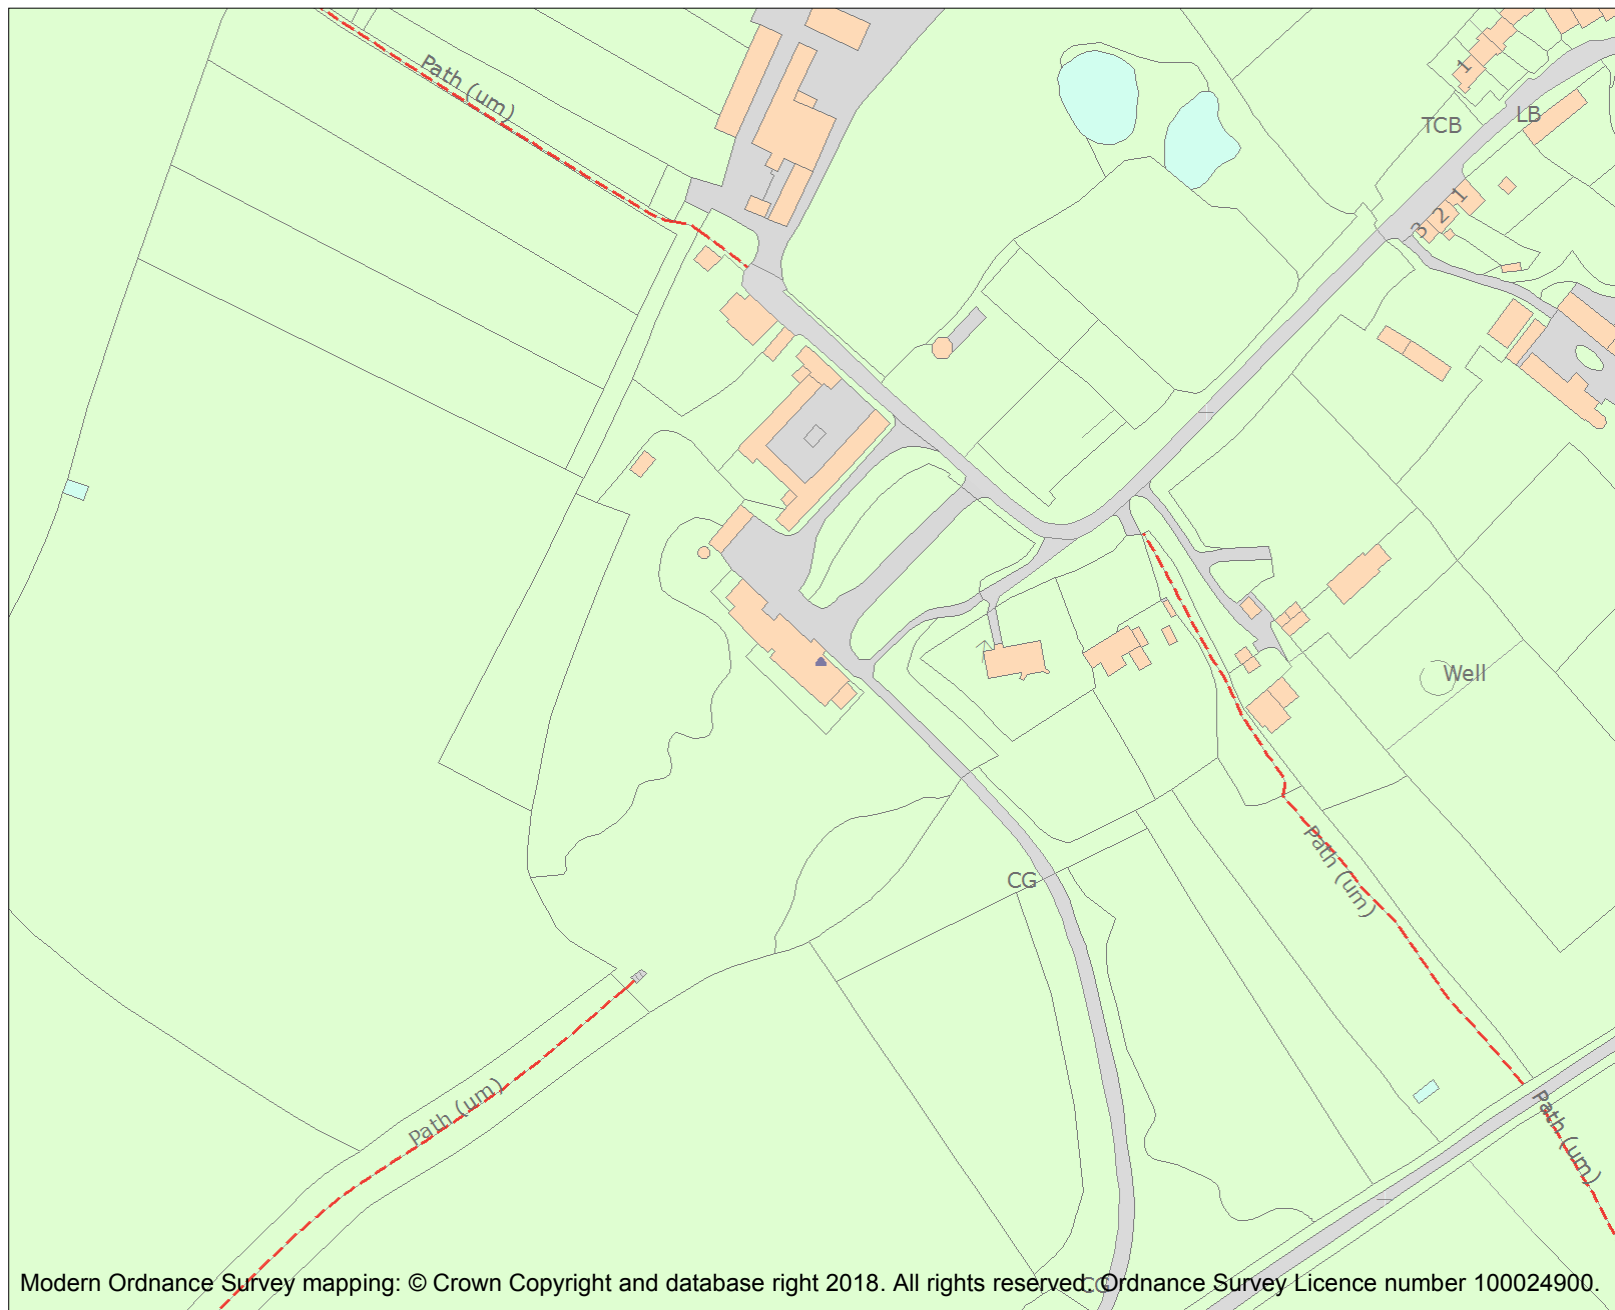 Path (um)
1
TCB
LB
1
2
3
Well
Path (um)
CG
Path (um)
Path (um)
CG
Modern Ordnance Survey mapping: © Crown Copyright and database right 2018. All rights reserved. Ordnance Survey Licence number 100024900.